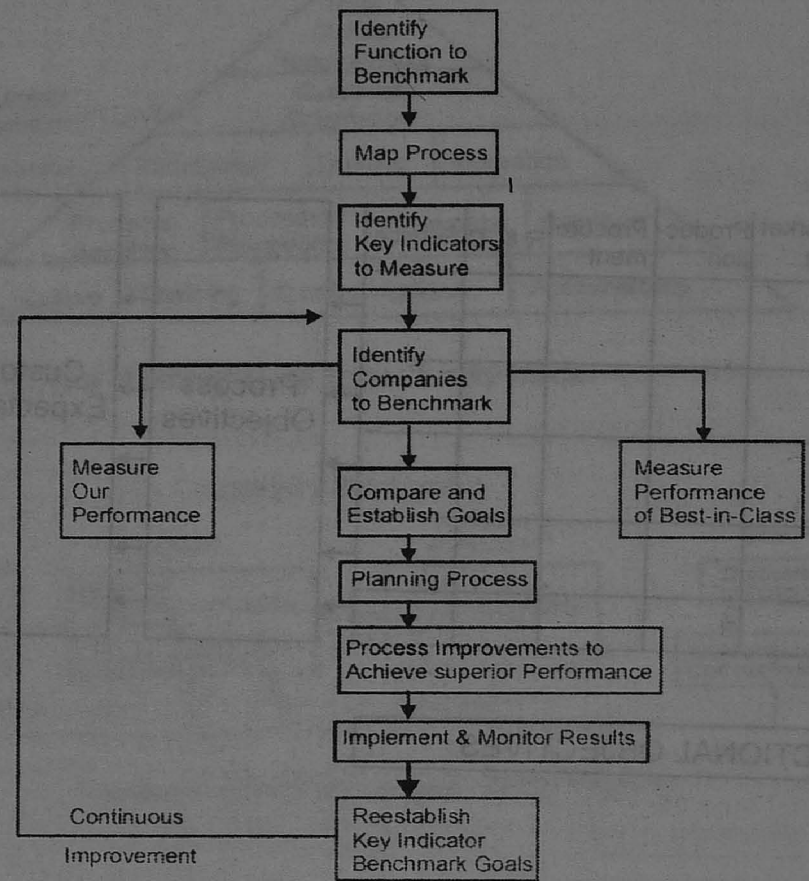 Identify
Function to
Benchmark
Map Process
Identify
Key Indicators
to Measure
Identify
Companies
to Benchmark
Measure
Our
Performance
Compare and
Establish Goals
Measure
Performance
of Best-in-Class
Planning Process
Process Improvements to
Achieve superior Performance
Implement & Monitor Results
Continuous
Improvement
Reestablish
Key Indicator
Benchmark Goals